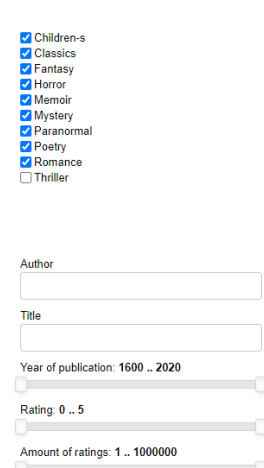 Children-s
Classics
Fantasy
Horror
Memoir
Mystery
Paranormal
Poetry
Romance
Thriller
Author
Title
Year of publication: 1600 .. 2020
Rating: 0 .. 5
Amount of ratings: 1 .. 1000000